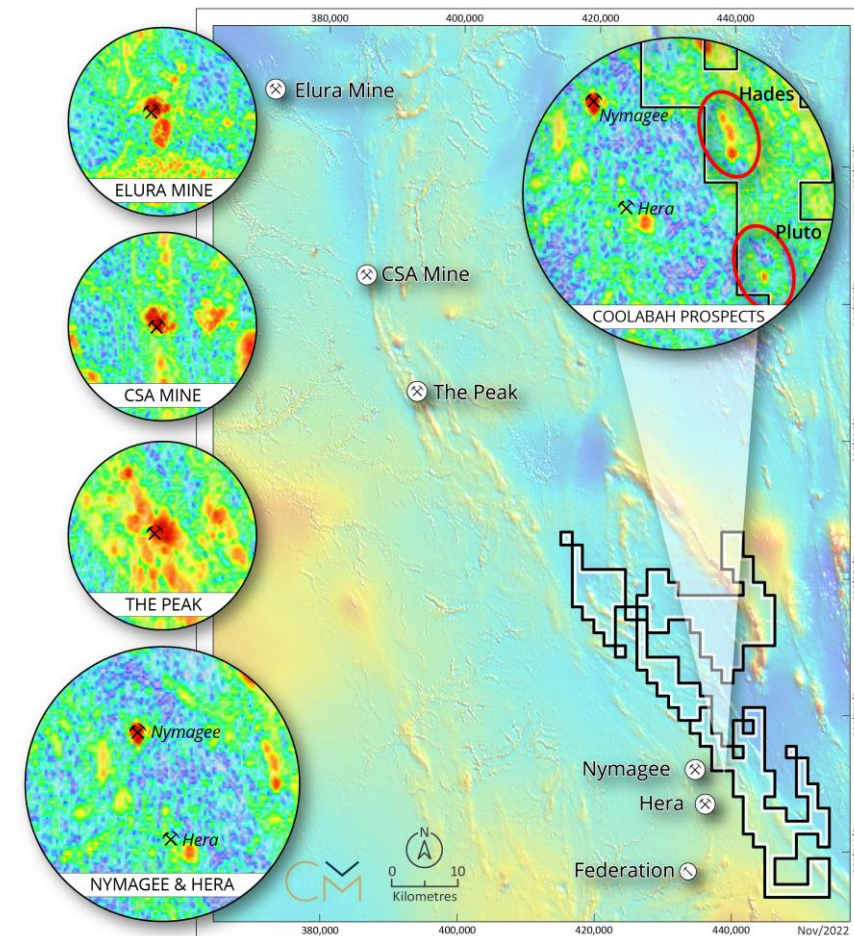 380,000 400,000 420,000 440,000
Elura Mine
ELURA MINE
Hades
Nymagee
Hera
Pluto
COOLABAH PROSPECTS
CSA Mine
CSA MINE
The Peak
THE PEAK
Nymagee
Hera
NYMAGEE & HERA
Nymagee
Hera
Federation
CM
N
0 10
Kilometres
380,000 400,000 420,000 440,000
Nov/2022